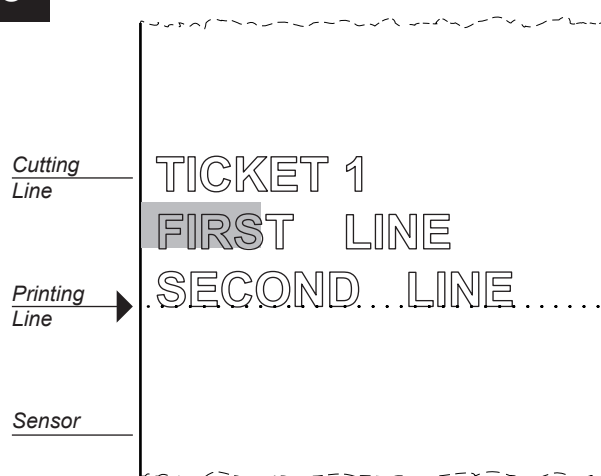 Cutting
Line
TICKET 1
FIRST LINE
SECOND LINE
Printing
Line
Sensor